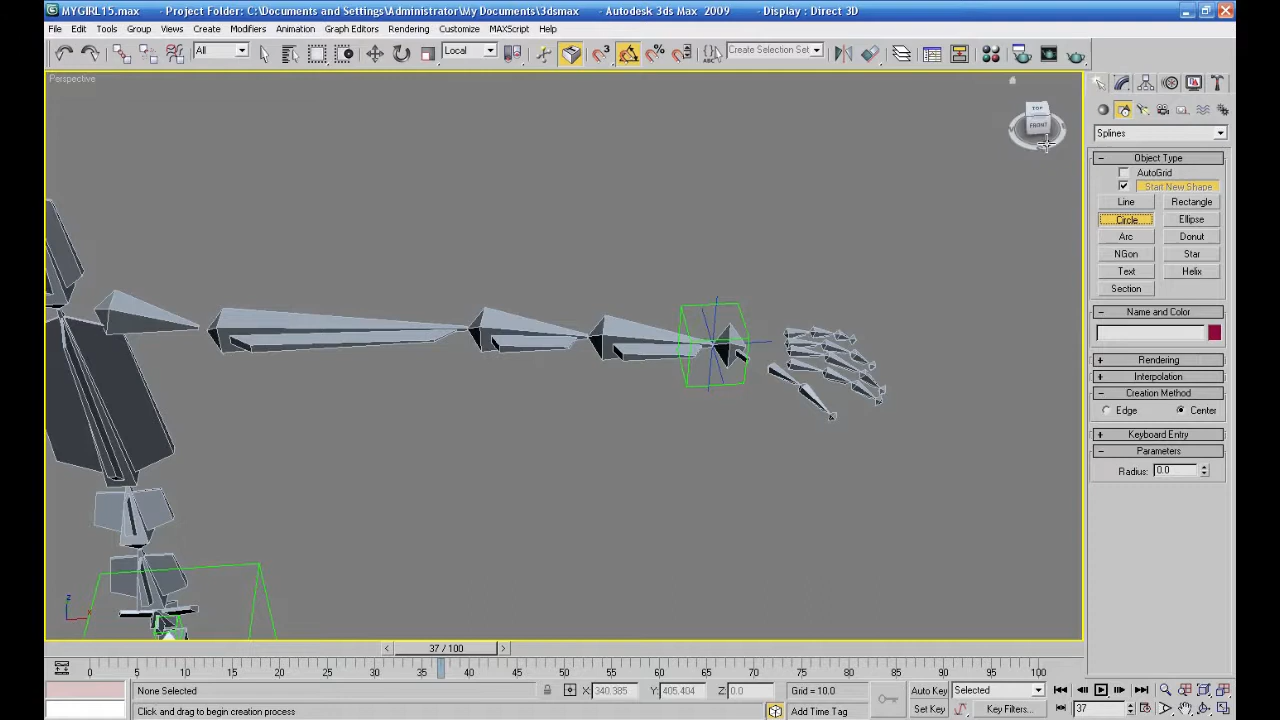 MYGIRL15.max - Project Folder: C:\Documents and Settings\Administrator\My Documents\3dsmax - Autodesk 3ds Max 2009 - Display : Direct 3D
File Edit Tools Group Views Create Modifiers Animation Graph Editors Rendering Customize MAXScript Help
All Local 3 Create Selection Set
Perspective
TOP
FRONT
Splines
Object Type
AutoGrid
Start New Shape
Line Rectangle
Circle Ellipse
Arc Donut
NGon Star
Text Helix
Section
Name and Color
Rendering
Interpolation
Creation Method
Edge Center
Keyboard Entry
Parameters
Radius: 0.0
z
x
37 / 100
0 5 10 15 20 25 30 35 40 45 50 55 60 65 70 75 80 85 90 95 100
None Selected X: 340.385 Y: 405.404 Z: 0.0 Grid = 10.0 Auto Key Selected
Click and drag to begin creation process Add Time Tag Set Key Key Filters... 37